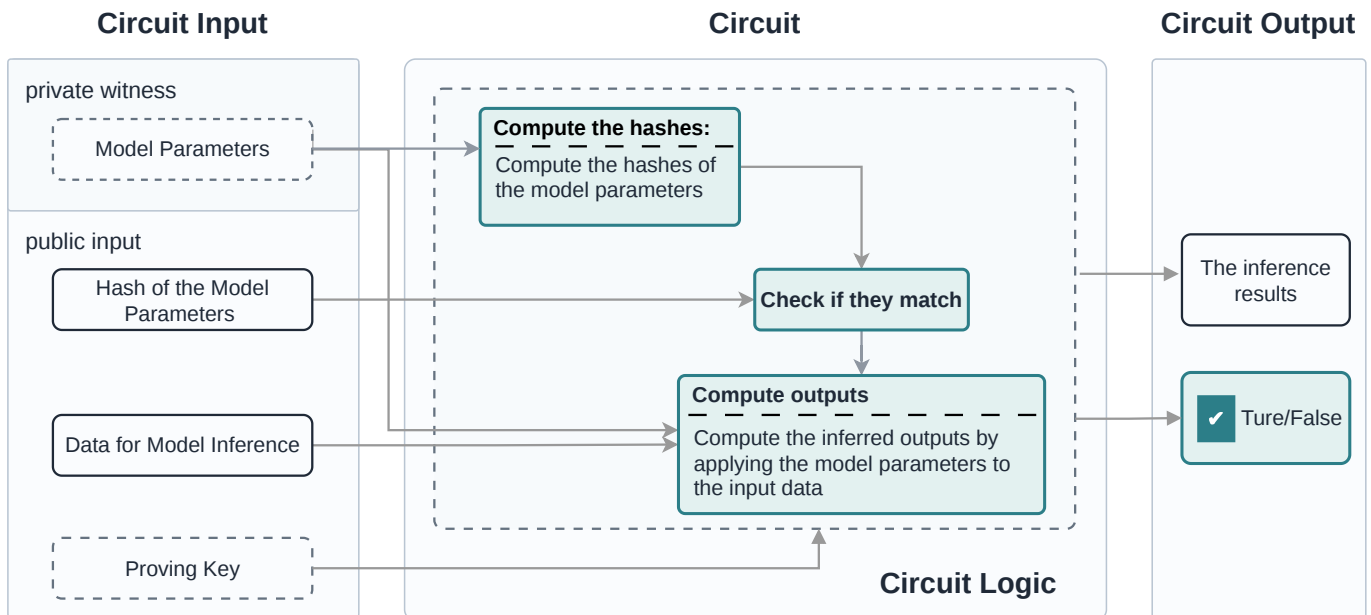 Circuit Input
Circuit
Circuit Output
private witness
Model Parameters
public input
Hash of the Model
Parameters
Data for Model Inference
Proving Key
Compute the hashes:
Compute the hashes of
the model parameters
Check if they match
Compute outputs
Compute the inferred outputs by
applying the model parameters to
the input data
Circuit Logic
The inference
results
✔ Ture/False